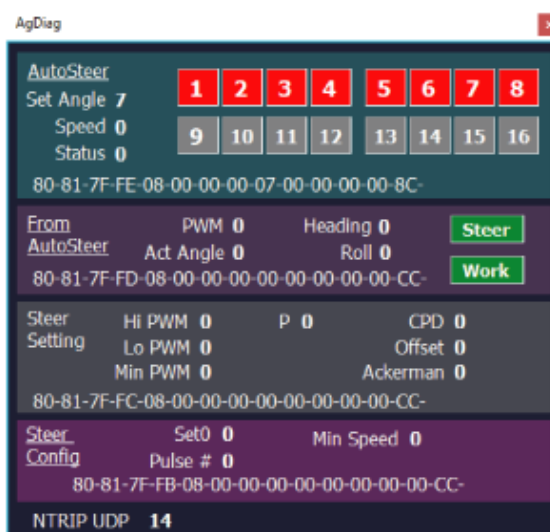 AgDiag
AutoSteer
Set Angle 7
Speed 0
Status 0
1 2 3 4 5 6 7 8
9 10 11 12 13 14 15 16
80-81-7F-FE-08-00-00-00-07-00-00-00-00-8C-
From AutoSteer
PWM 0 Heading 0 Steer
Act Angle 0 Roll 0 Work
80-81-7F-FD-08-00-00-00-00-00-00-00-00-CC-
Steer Setting
Hi PWM 0 P 0 CPD 0
Lo PWM 0 Offset 0
Min PWM 0 Ackerman 0
80-81-7F-FC-08-00-00-00-00-00-00-00-00-CC-
Steer Config
Set0 0 Min Speed 0
Pulse # 0
80-81-7F-FB-08-00-00-00-00-00-00-00-00-CC-
NTRIP UDP 14